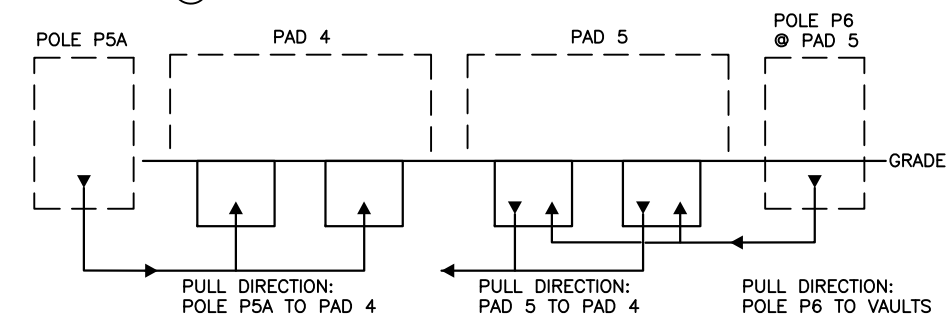 POLE P5A
PAD 4
PAD 5
POLE P6
@ PAD 5
GRADE
PULL DIRECTION:
POLE P5A TO PAD 4
PULL DIRECTION:
PAD 5 TO PAD 4
PULL DIRECTION:
POLE P6 TO VAULTS